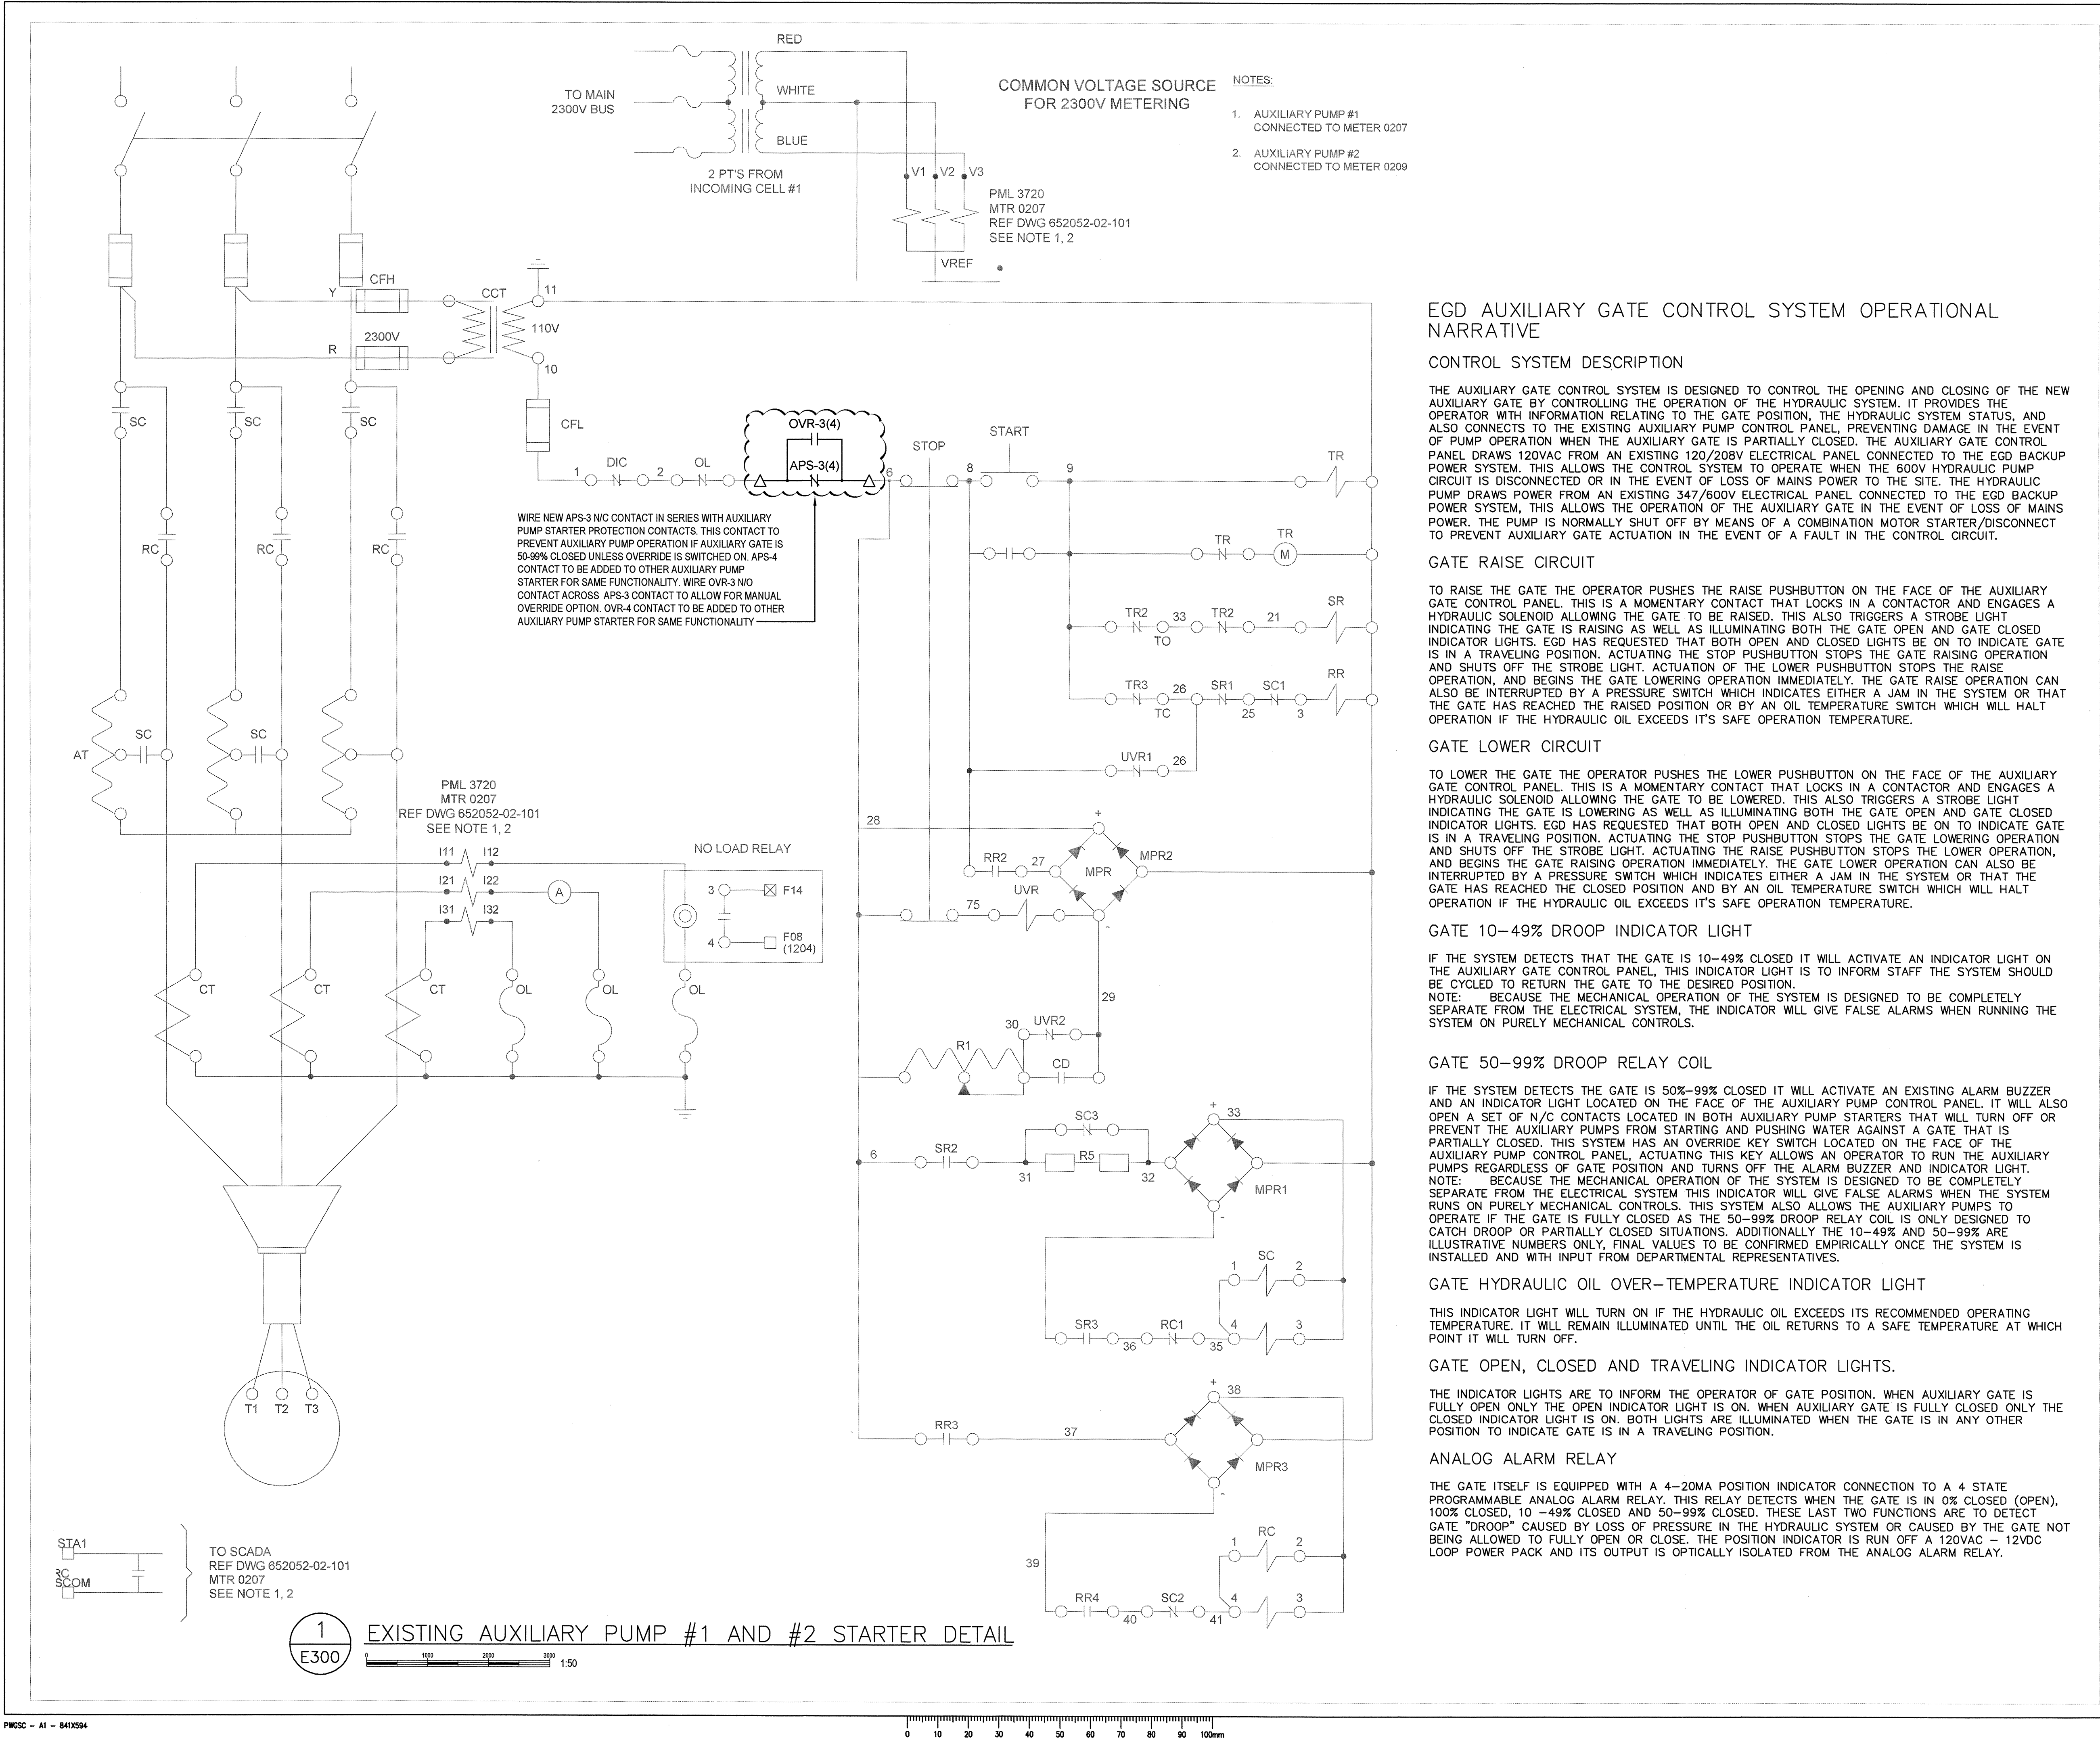 RED
TO MAIN
2300V BUS
WHITE
BLUE
2 PT'S FROM
INCOMING CELL #1
COMMON VOLTAGE SOURCE
FOR 2300V METERING
V1 V2 V3
PML 3720
MTR 0207
REF DWG 652052-02-101
SEE NOTE 1, 2
VREF
NOTES:
1. AUXILIARY PUMP #1
CONNECTED TO METER 0207
2. AUXILIARY PUMP #2
CONNECTED TO METER 0209
Y CFH
CCT
11
110V
R 2300V
10
CFL
SC SC SC
RC RC RC
OVR-3(4)
APS-3(4)
1 DIC 2 OL
6 STOP 8 START 9 TR
WIRE NEW APS-3 N/C CONTACT IN SERIES WITH AUXILIARY
PUMP STARTER PROTECTION CONTACTS. THIS CONTACT TO
PREVENT AUXILIARY PUMP OPERATION IF AUXILIARY GATE IS
50-99% CLOSED UNLESS OVERRIDE IS SWITCHED ON. APS-4
CONTACT TO BE ADDED TO OTHER AUXILIARY PUMP
STARTER FOR SAME FUNCTIONALITY. WIRE OVR-3 N/O
CONTACT ACROSS APS-3 CONTACT TO ALLOW FOR MANUAL
OVERRIDE OPTION. OVR-4 CONTACT TO BE ADDED TO OTHER
AUXILIARY PUMP STARTER FOR SAME FUNCTIONALITY
TR TR
M
TR2 33 TR2 21 SR
TO
TR3 26 SR1 SC1 RR
TC 25 3
UVR1 26
AT SC SC
PML 3720
MTR 0207
REF DWG 652052-02-101
SEE NOTE 1, 2
I11 I12
I21 I22 A
I31 I32
NO LOAD RELAY
3 F14
4 F08
(1204)
CT CT CT OL OL OL
28
+
RR2 27 MPR MPR2
UVR
75
-
29
30 UVR2
R1 CD
SC3 + 33
6 SR2 R5
31 32
MPR1
-
1 SC 2
SR3 RC1 4 3
36 35
+ 38
RR3 37
MPR3
-
39
1 RC 2
RR4 SC2 4 3
40 41
T1 T2 T3
STA1
RC
SCOM
TO SCADA
REF DWG 652052-02-101
MTR 0207
SEE NOTE 1, 2
1
E300
EXISTING AUXILIARY PUMP #1 AND #2 STARTER DETAIL
0 1000 2000 3000
1:50
EGD AUXILIARY GATE CONTROL SYSTEM OPERATIONAL
NARRATIVE
CONTROL SYSTEM DESCRIPTION
THE AUXILIARY GATE CONTROL SYSTEM IS DESIGNED TO CONTROL THE OPENING AND CLOSING OF THE NEW
AUXILIARY GATE BY CONTROLLING THE OPERATION OF THE HYDRAULIC SYSTEM. IT PROVIDES THE
OPERATOR WITH INFORMATION RELATING TO THE GATE POSITION, THE HYDRAULIC SYSTEM STATUS, AND
ALSO CONNECTS TO THE EXISTING AUXILIARY PUMP CONTROL PANEL, PREVENTING DAMAGE IN THE EVENT
OF PUMP OPERATION WHEN THE AUXILIARY GATE IS PARTIALLY CLOSED. THE AUXILIARY GATE CONTROL
PANEL DRAWS 120VAC FROM AN EXISTING 120/208V ELECTRICAL PANEL CONNECTED TO THE EGD BACKUP
POWER SYSTEM. THIS ALLOWS THE CONTROL SYSTEM TO OPERATE WHEN THE 600V HYDRAULIC PUMP
CIRCUIT IS DISCONNECTED OR IN THE EVENT OF LOSS OF MAINS POWER TO THE SITE. THE HYDRAULIC
PUMP DRAWS POWER FROM AN EXISTING 347/600V ELECTRICAL PANEL CONNECTED TO THE EGD BACKUP
POWER SYSTEM, THIS ALLOWS THE OPERATION OF THE AUXILIARY GATE IN THE EVENT OF LOSS OF MAINS
POWER. THE PUMP IS NORMALLY SHUT OFF BY MEANS OF A COMBINATION MOTOR STARTER/DISCONNECT
TO PREVENT AUXILIARY GATE ACTUATION IN THE EVENT OF A FAULT IN THE CONTROL CIRCUIT.
GATE RAISE CIRCUIT
TO RAISE THE GATE THE OPERATOR PUSHES THE RAISE PUSHBUTTON ON THE FACE OF THE AUXILIARY
GATE CONTROL PANEL. THIS IS A MOMENTARY CONTACT THAT LOCKS IN A CONTACTOR AND ENGAGES A
HYDRAULIC SOLENOID ALLOWING THE GATE TO BE RAISED. THIS ALSO TRIGGERS A STROBE LIGHT
INDICATING THE GATE IS RAISING AS WELL AS ILLUMINATING BOTH THE GATE OPEN AND GATE CLOSED
INDICATOR LIGHTS. EGD HAS REQUESTED THAT BOTH OPEN AND CLOSED LIGHTS BE ON TO INDICATE GATE
IS IN A TRAVELING POSITION. ACTUATING THE STOP PUSHBUTTON STOPS THE GATE RAISING OPERATION
AND SHUTS OFF THE STROBE LIGHT. ACTUATION OF THE LOWER PUSHBUTTON STOPS THE RAISE
OPERATION, AND BEGINS THE GATE LOWERING OPERATION IMMEDIATELY. THE GATE RAISE OPERATION CAN
ALSO BE INTERRUPTED BY A PRESSURE SWITCH WHICH INDICATES EITHER A JAM IN THE SYSTEM OR THAT
THE GATE HAS REACHED THE RAISED POSITION OR BY AN OIL TEMPERATURE SWITCH WHICH WILL HALT
OPERATION IF THE HYDRAULIC OIL EXCEEDS IT'S SAFE OPERATION TEMPERATURE.
GATE LOWER CIRCUIT
TO LOWER THE GATE THE OPERATOR PUSHES THE LOWER PUSHBUTTON ON THE FACE OF THE AUXILIARY
GATE CONTROL PANEL. THIS IS A MOMENTARY CONTACT THAT LOCKS IN A CONTACTOR AND ENGAGES A
HYDRAULIC SOLENOID ALLOWING THE GATE TO BE LOWERED. THIS ALSO TRIGGERS A STROBE LIGHT
INDICATING THE GATE IS LOWERING AS WELL AS ILLUMINATING BOTH THE GATE OPEN AND GATE CLOSED
INDICATOR LIGHTS. EGD HAS REQUESTED THAT BOTH OPEN AND CLOSED LIGHTS BE ON TO INDICATE GATE
IS IN A TRAVELING POSITION. ACTUATING THE STOP PUSHBUTTON STOPS THE GATE LOWERING OPERATION
AND SHUTS OFF THE STROBE LIGHT. ACTUATING THE RAISE PUSHBUTTON STOPS THE LOWER OPERATION,
AND BEGINS THE GATE RAISING OPERATION IMMEDIATELY. THE GATE LOWER OPERATION CAN ALSO BE
INTERRUPTED BY A PRESSURE SWITCH WHICH INDICATES EITHER A JAM IN THE SYSTEM OR THAT THE
GATE HAS REACHED THE CLOSED POSITION AND BY AN OIL TEMPERATURE SWITCH WHICH WILL HALT
OPERATION IF THE HYDRAULIC OIL EXCEEDS IT'S SAFE OPERATION TEMPERATURE.
GATE 10-49% DROOP INDICATOR LIGHT
IF THE SYSTEM DETECTS THAT THE GATE IS 10-49% CLOSED IT WILL ACTIVATE AN INDICATOR LIGHT ON
THE AUXILIARY GATE CONTROL PANEL, THIS INDICATOR LIGHT IS TO INFORM STAFF THE SYSTEM SHOULD
BE CYCLED TO RETURN THE GATE TO THE DESIRED POSITION.
NOTE: BECAUSE THE MECHANICAL OPERATION OF THE SYSTEM IS DESIGNED TO BE COMPLETELY
SEPARATE FROM THE ELECTRICAL SYSTEM, THE INDICATOR WILL GIVE FALSE ALARMS WHEN RUNNING THE
SYSTEM ON PURELY MECHANICAL CONTROLS.
GATE 50-99% DROOP RELAY COIL
IF THE SYSTEM DETECTS THE GATE IS 50%-99% CLOSED IT WILL ACTIVATE AN EXISTING ALARM BUZZER
AND AN INDICATOR LIGHT LOCATED ON THE FACE OF THE AUXILIARY PUMP CONTROL PANEL. IT WILL ALSO
OPEN A SET OF N/C CONTACTS LOCATED IN BOTH AUXILIARY PUMP STARTERS THAT WILL TURN OFF OR
PREVENT THE AUXILIARY PUMPS FROM STARTING AND PUSHING WATER AGAINST A GATE THAT IS
PARTIALLY CLOSED. THIS SYSTEM HAS AN OVERRIDE KEY SWITCH LOCATED ON THE FACE OF THE
AUXILIARY PUMP CONTROL PANEL, ACTUATING THIS KEY ALLOWS AN OPERATOR TO RUN THE AUXILIARY
PUMPS REGARDLESS OF GATE POSITION AND TURNS OFF THE ALARM BUZZER AND INDICATOR LIGHT.
NOTE: BECAUSE THE MECHANICAL OPERATION OF THE SYSTEM IS DESIGNED TO BE COMPLETELY
SEPARATE FROM THE ELECTRICAL SYSTEM THIS INDICATOR WILL GIVE FALSE ALARMS WHEN THE SYSTEM
RUNS ON PURELY MECHANICAL CONTROLS. THIS SYSTEM ALSO ALLOWS THE AUXILIARY PUMPS TO
OPERATE IF THE GATE IS FULLY CLOSED AS THE 50-99% DROOP RELAY COIL IS ONLY DESIGNED TO
CATCH DROOP OR PARTIALLY CLOSED SITUATIONS. ADDITIONALLY THE 10-49% AND 50-99% ARE
ILLUSTRATIVE NUMBERS ONLY, FINAL VALUES TO BE CONFIRMED EMPIRICALLY ONCE THE SYSTEM IS
INSTALLED AND WITH INPUT FROM DEPARTMENTAL REPRESENTATIVES.
GATE HYDRAULIC OIL OVER-TEMPERATURE INDICATOR LIGHT
THIS INDICATOR LIGHT WILL TURN ON IF THE HYDRAULIC OIL EXCEEDS ITS RECOMMENDED OPERATING
TEMPERATURE. IT WILL REMAIN ILLUMINATED UNTIL THE OIL RETURNS TO A SAFE TEMPERATURE AT WHICH
POINT IT WILL TURN OFF.
GATE OPEN, CLOSED AND TRAVELING INDICATOR LIGHTS.
THE INDICATOR LIGHTS ARE TO INFORM THE OPERATOR OF GATE POSITION. WHEN AUXILIARY GATE IS
FULLY OPEN ONLY THE OPEN INDICATOR LIGHT IS ON. WHEN AUXILIARY GATE IS FULLY CLOSED ONLY THE
CLOSED INDICATOR LIGHT IS ON. BOTH LIGHTS ARE ILLUMINATED WHEN THE GATE IS IN ANY OTHER
POSITION TO INDICATE GATE IS IN A TRAVELING POSITION.
ANALOG ALARM RELAY
THE GATE ITSELF IS EQUIPPED WITH A 4-20MA POSITION INDICATOR CONNECTION TO A 4 STATE
PROGRAMMABLE ANALOG ALARM RELAY. THIS RELAY DETECTS WHEN THE GATE IS IN 0% CLOSED (OPEN),
100% CLOSED, 10 -49% CLOSED AND 50-99% CLOSED. THESE LAST TWO FUNCTIONS ARE TO DETECT
GATE "DROOP" CAUSED BY LOSS OF PRESSURE IN THE HYDRAULIC SYSTEM OR CAUSED BY THE GATE NOT
BEING ALLOWED TO FULLY OPEN OR CLOSE. THE POSITION INDICATOR IS RUN OFF A 120VAC - 12VDC
LOOP POWER PACK AND ITS OUTPUT IS OPTICALLY ISOLATED FROM THE ANALOG ALARM RELAY.
PWGSC - A1 - 841X594
0 10 20 30 40 50 60 70 80 90 100mm